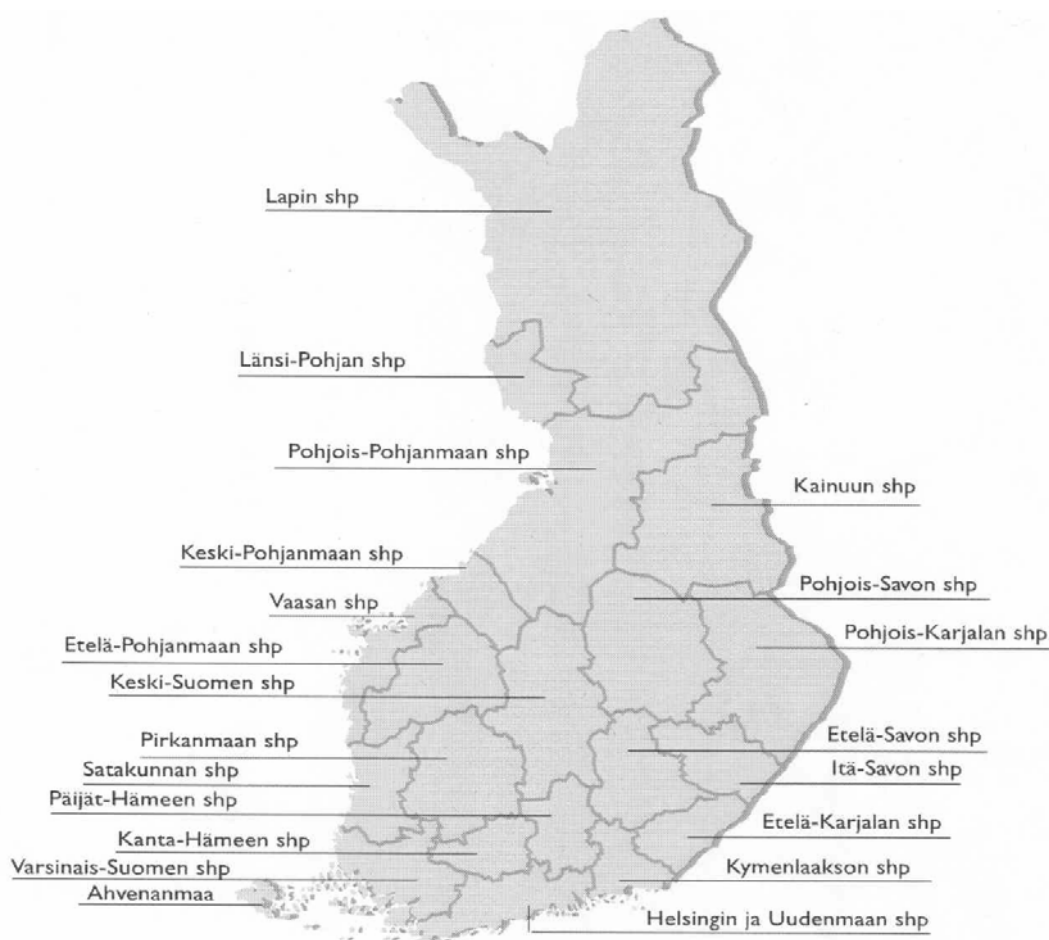 Lapin shp
Länsi-Pohjan shp
Pohjois-Pohjanmaan shp
Kainuun shp
Keski-Pohjanmaan shp
Pohjois-Savon shp
Vaasan shp
Pohjois-Karjalan shp
Etelä-Pohjanmaan shp
Keski-Suomen shp
Etelä-Savon shp
Pirkanmaan shp
Itä-Savon shp
Satakunnan shp
Päijät-Hämeen shp
Etelä-Karjalan shp
Kanta-Hämeen shp
Varsinais-Suomen shp
Kymenlaakson shp
Ahvenanmaa
Helsingin ja Uudenmaan shp